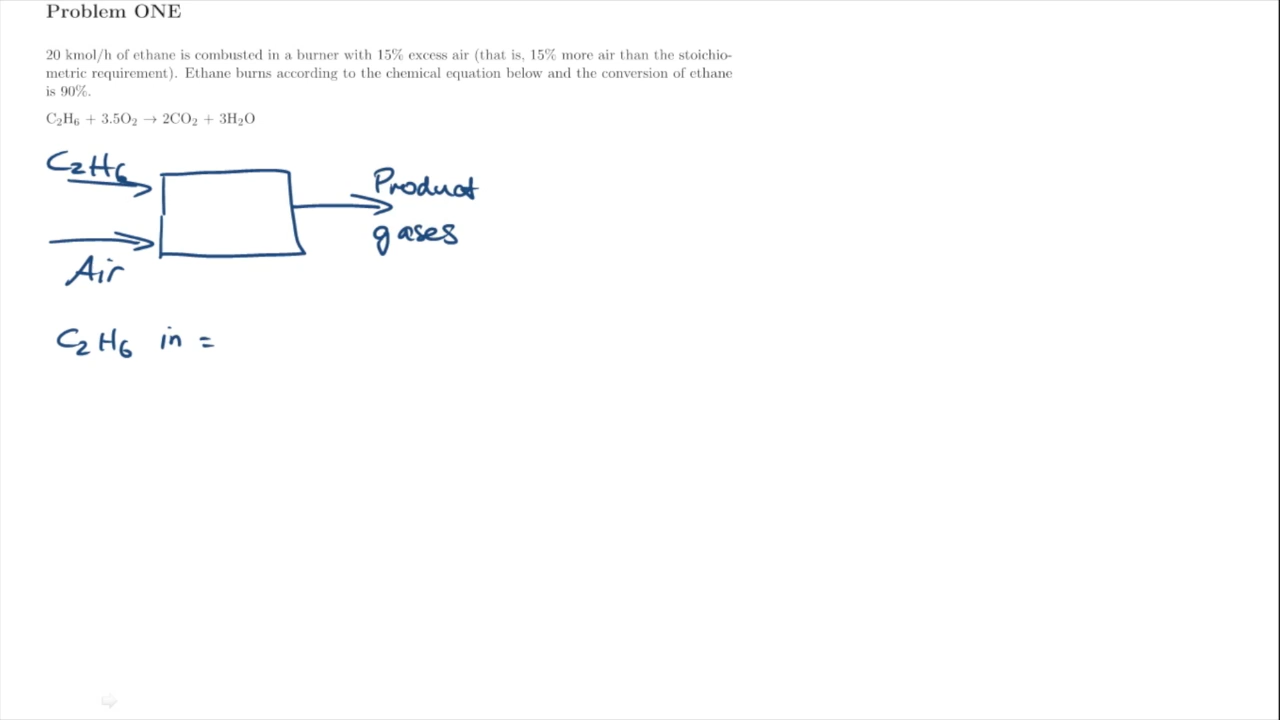 Problem ONE
20 kmol/h of ethane is combusted in a burner with 15% excess air (that is, 15% more air than the stoichio-
metric requirement). Ethane burns according to the chemical equation below and the conversion of ethane
is 90%.
C₂H₆ + 3.5O₂ → 2CO₂ + 3H₂O
C₂H₆
Product
gases
Air
C₂H₆ in =